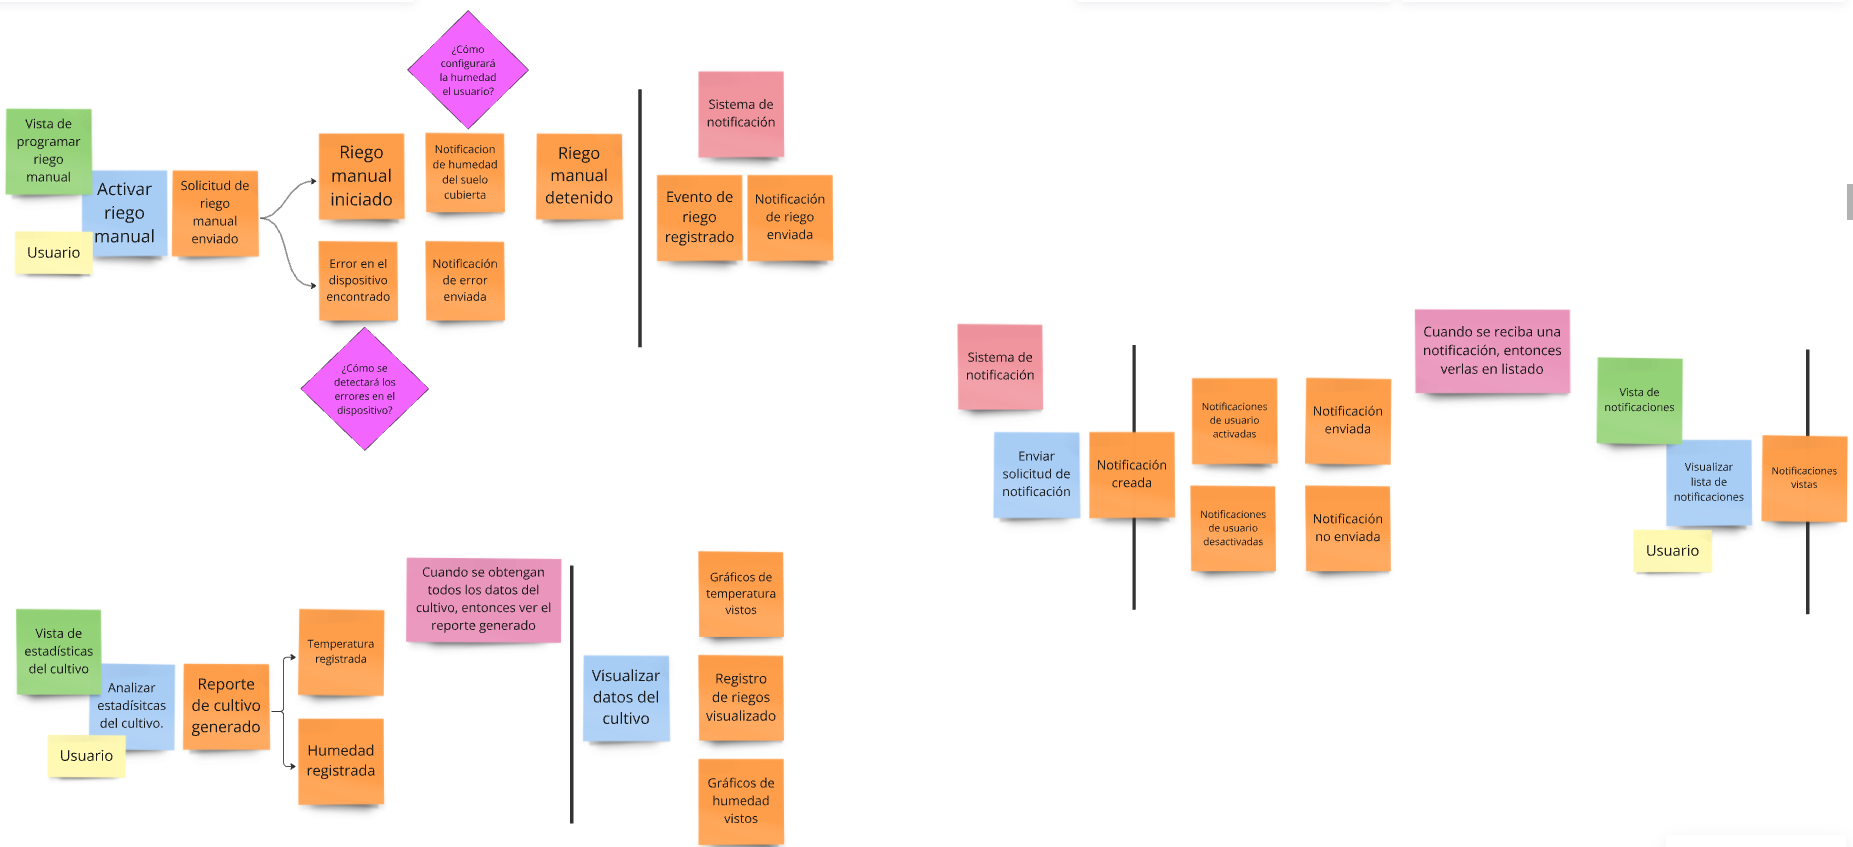 ¿Cómo
configurará
la humedad
el usuario?
Vista de
programar
riego
manual
Activar
riego
manual
Usuario
Solicitud de
riego
manual
enviado
Riego
manual
iniciado
Notificacion
de humedad
del suelo
cubierta
Riego
manual
detenido
Error en el
dispositivo
encontrado
Notificación
de error
enviada
¿Cómo se
detectará los
errores en el
dispositivo?
Sistema de
notificación
Evento de
riego
registrado
Notificación
de riego
enviada
Vista de
estadísticas
del cultivo
Analizar
estadísitcas
del cultivo.
Usuario
Reporte
de cultivo
generado
Temperatura
registrada
Humedad
registrada
Cuando se obtengan
todos los datos del
cultivo, entonces ver el
reporte generado
Visualizar
datos del
cultivo
Gráficos de
temperatura
vistos
Registro
de riegos
visualizado
Gráficos de
humedad
vistos
Sistema de
notificación
Enviar
solicitud de
notificación
Notificación
creada
Notificaciones
de usuario
activadas
Notificación
enviada
Notificaciones
de usuario
desactivadas
Notificación
no enviada
Cuando se reciba una
notificación, entonces
verlas en listado
Vista de
notificaciones
Visualizar
lista de
notificaciones
Usuario
Notificaciones
vistas